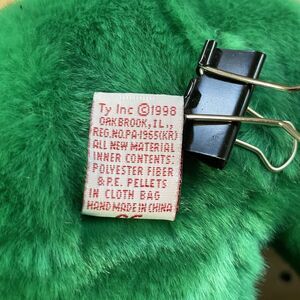 Ty Inc ©1998
OAKBROOK, IL.,
REG.NO.PA-1965(KR)
ALL NEW MATERIAL
INNER CONTENTS:
POLYESTER FIBER
& P.E. PELLETS
IN CLOTH BAG
HAND MADE IN CHINA